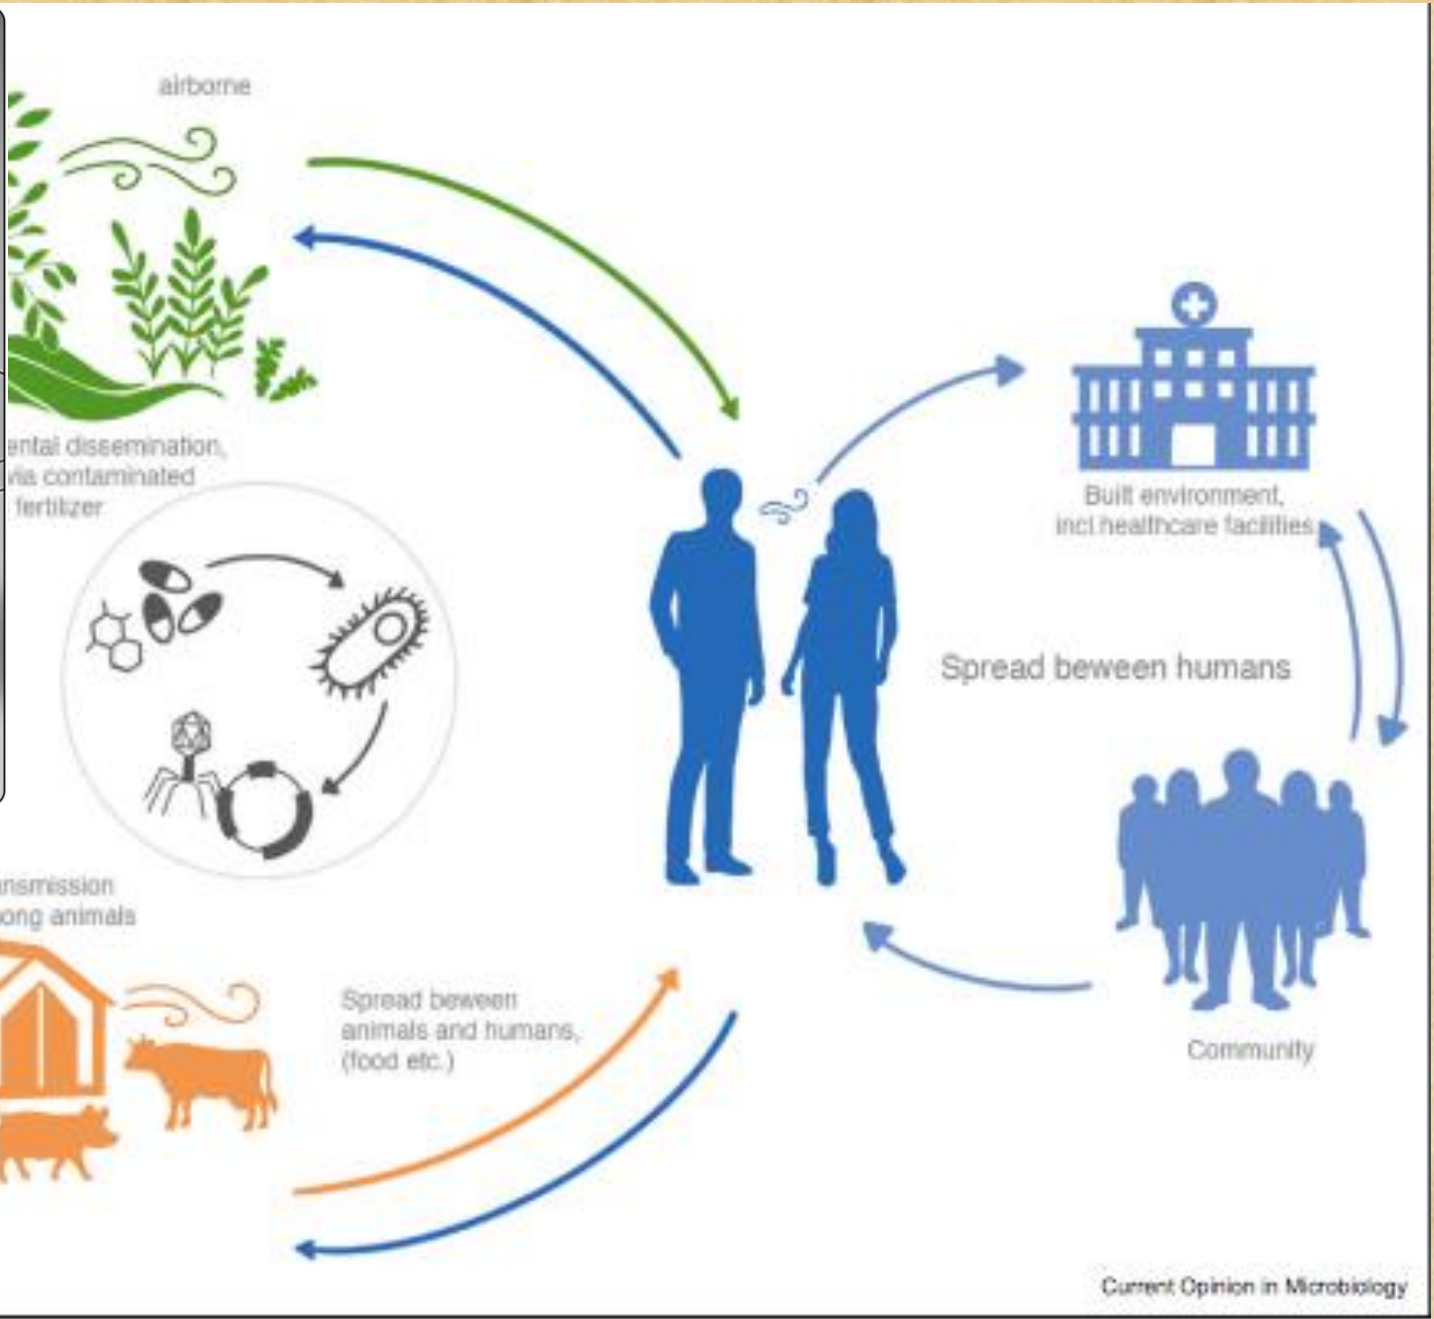 airborne
ental dissemination,
via contaminated
fertilizer
Built environment,
incl healthcare facilities
Spread beween humans
ansmission
ong animals
Spread beween
animals and humans,
(food etc.)
Community
Current Opinion in Microbiology